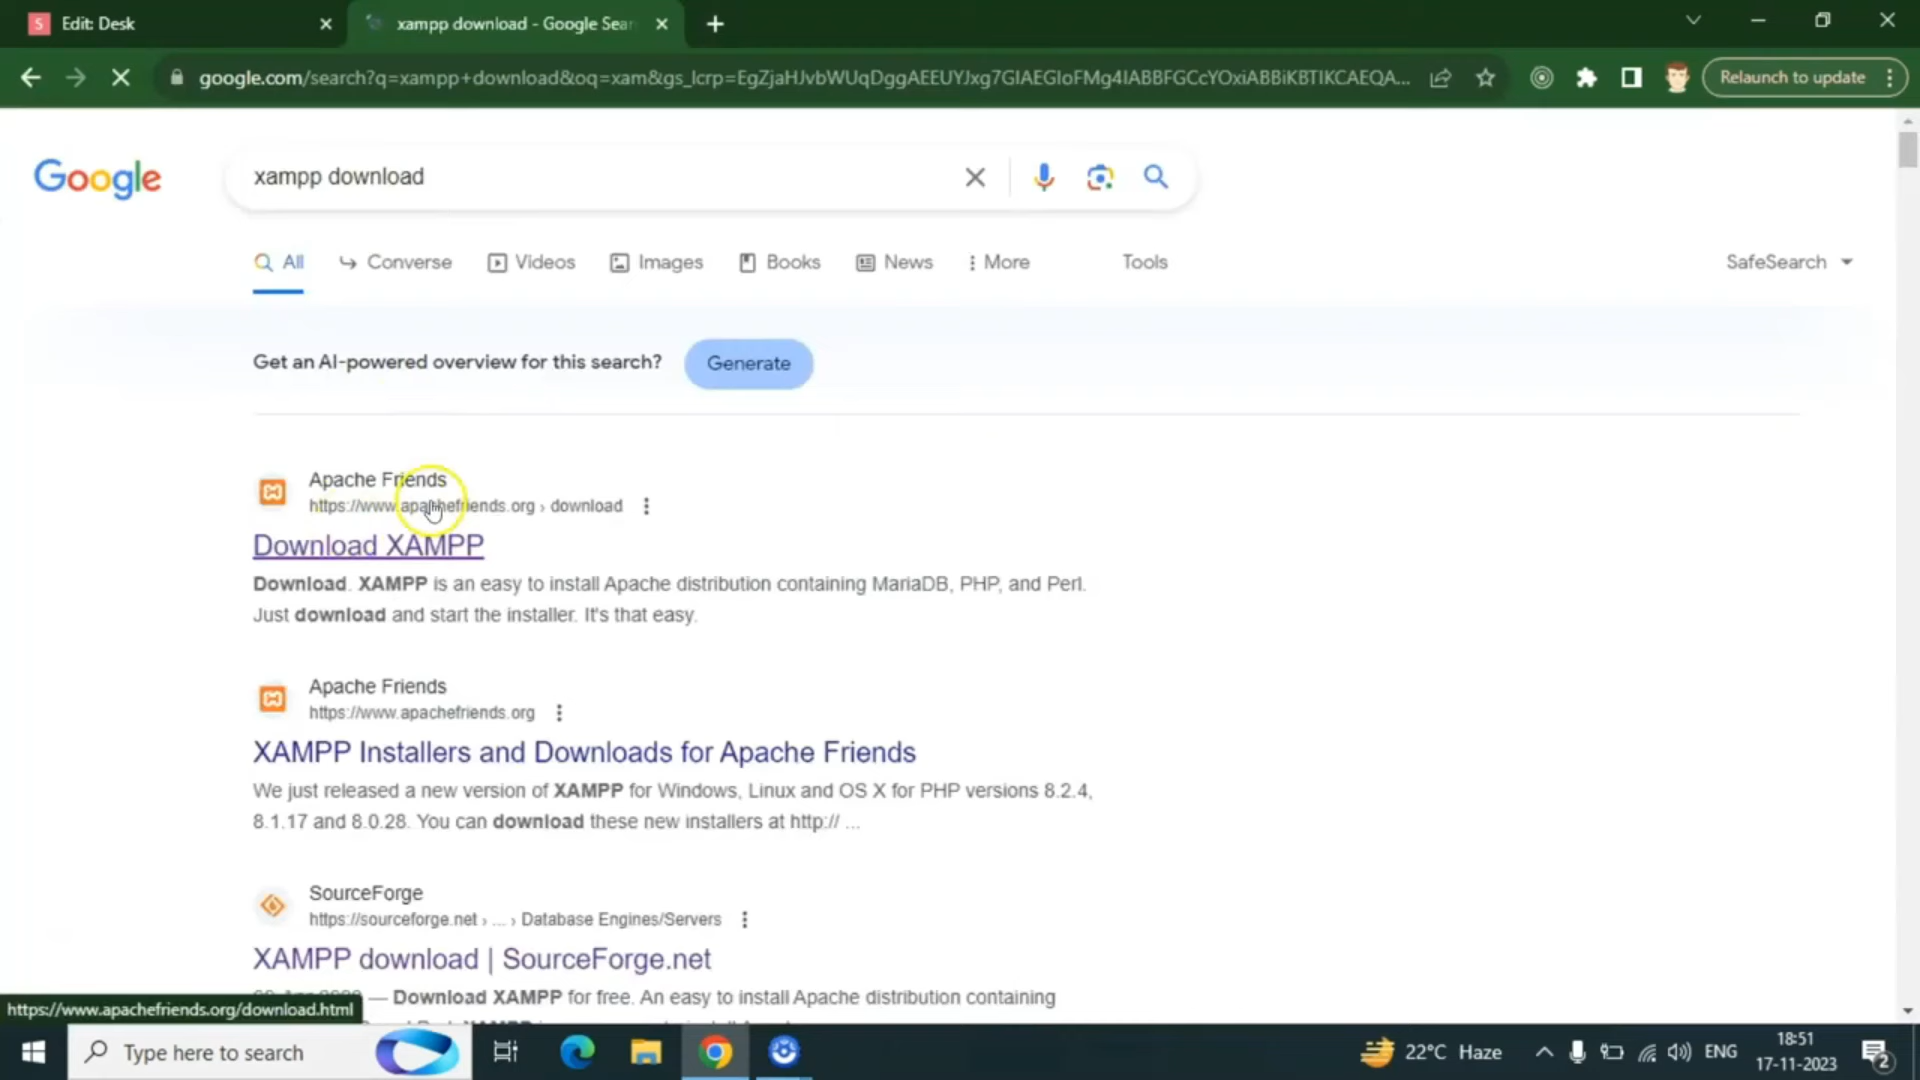 S Edit: Desk
xampp download - Google Sear
google.com/search?q=xampp+download&oq=xam&gs_lcrp=EgZjaHJvbWUqDggAEEUYJxg7GIAEGIoFMg4IABBFGCcYOxiABBiKBTIKCAEQA...
Relaunch to update
Google
xampp download
All
Converse
Videos
Images
Books
News
More
Tools
SafeSearch
Get an AI-powered overview for this search?
Generate
Apache Friends
https://www.apachefriends.org › download
Download XAMPP
Download. XAMPP is an easy to install Apache distribution containing MariaDB, PHP, and Perl.
Just download and start the installer. It's that easy.
Apache Friends
https://www.apachefriends.org
XAMPP Installers and Downloads for Apache Friends
We just released a new version of XAMPP for Windows, Linux and OS X for PHP versions 8.2.4,
8.1.17 and 8.0.28. You can download these new installers at http:// ...
SourceForge
https://sourceforge.net › ... › Database Engines/Servers
XAMPP download | SourceForge.net
— Download XAMPP for free. An easy to install Apache distribution containing
https://www.apachefriends.org/download.html
Type here to search
22°C Haze
ENG
18:51
17-11-2023
2